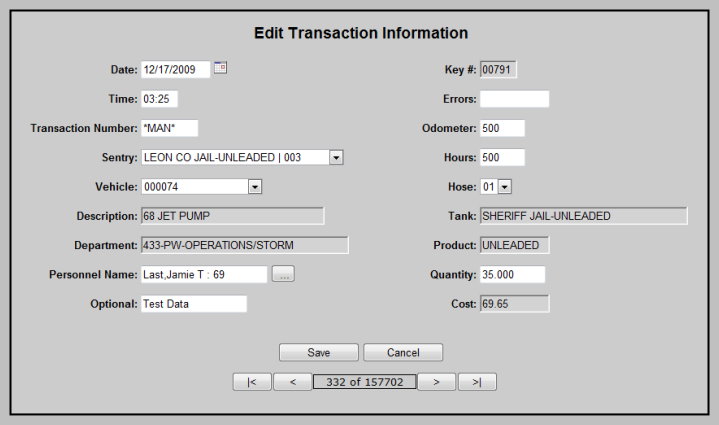 Edit Transaction Information
Date: 12/17/2009 Key #: 00791
Time: 03:25 Errors:
Transaction Number: *MAN* Odometer: 500
Sentry: LEON CO JAIL-UNLEADED | 003 Hours: 500
Vehicle: 000074 Hose: 01
Description: 68 JET PUMP Tank: SHERIFF JAIL-UNLEADED
Department: 433-PW-OPERATIONS/STORM Product: UNLEADED
Personnel Name: Last,Jamie T : 69 ... Quantity: 35.000
Optional: Test Data Cost: 69.65
Save Cancel
|< < 332 of 157702 > >|